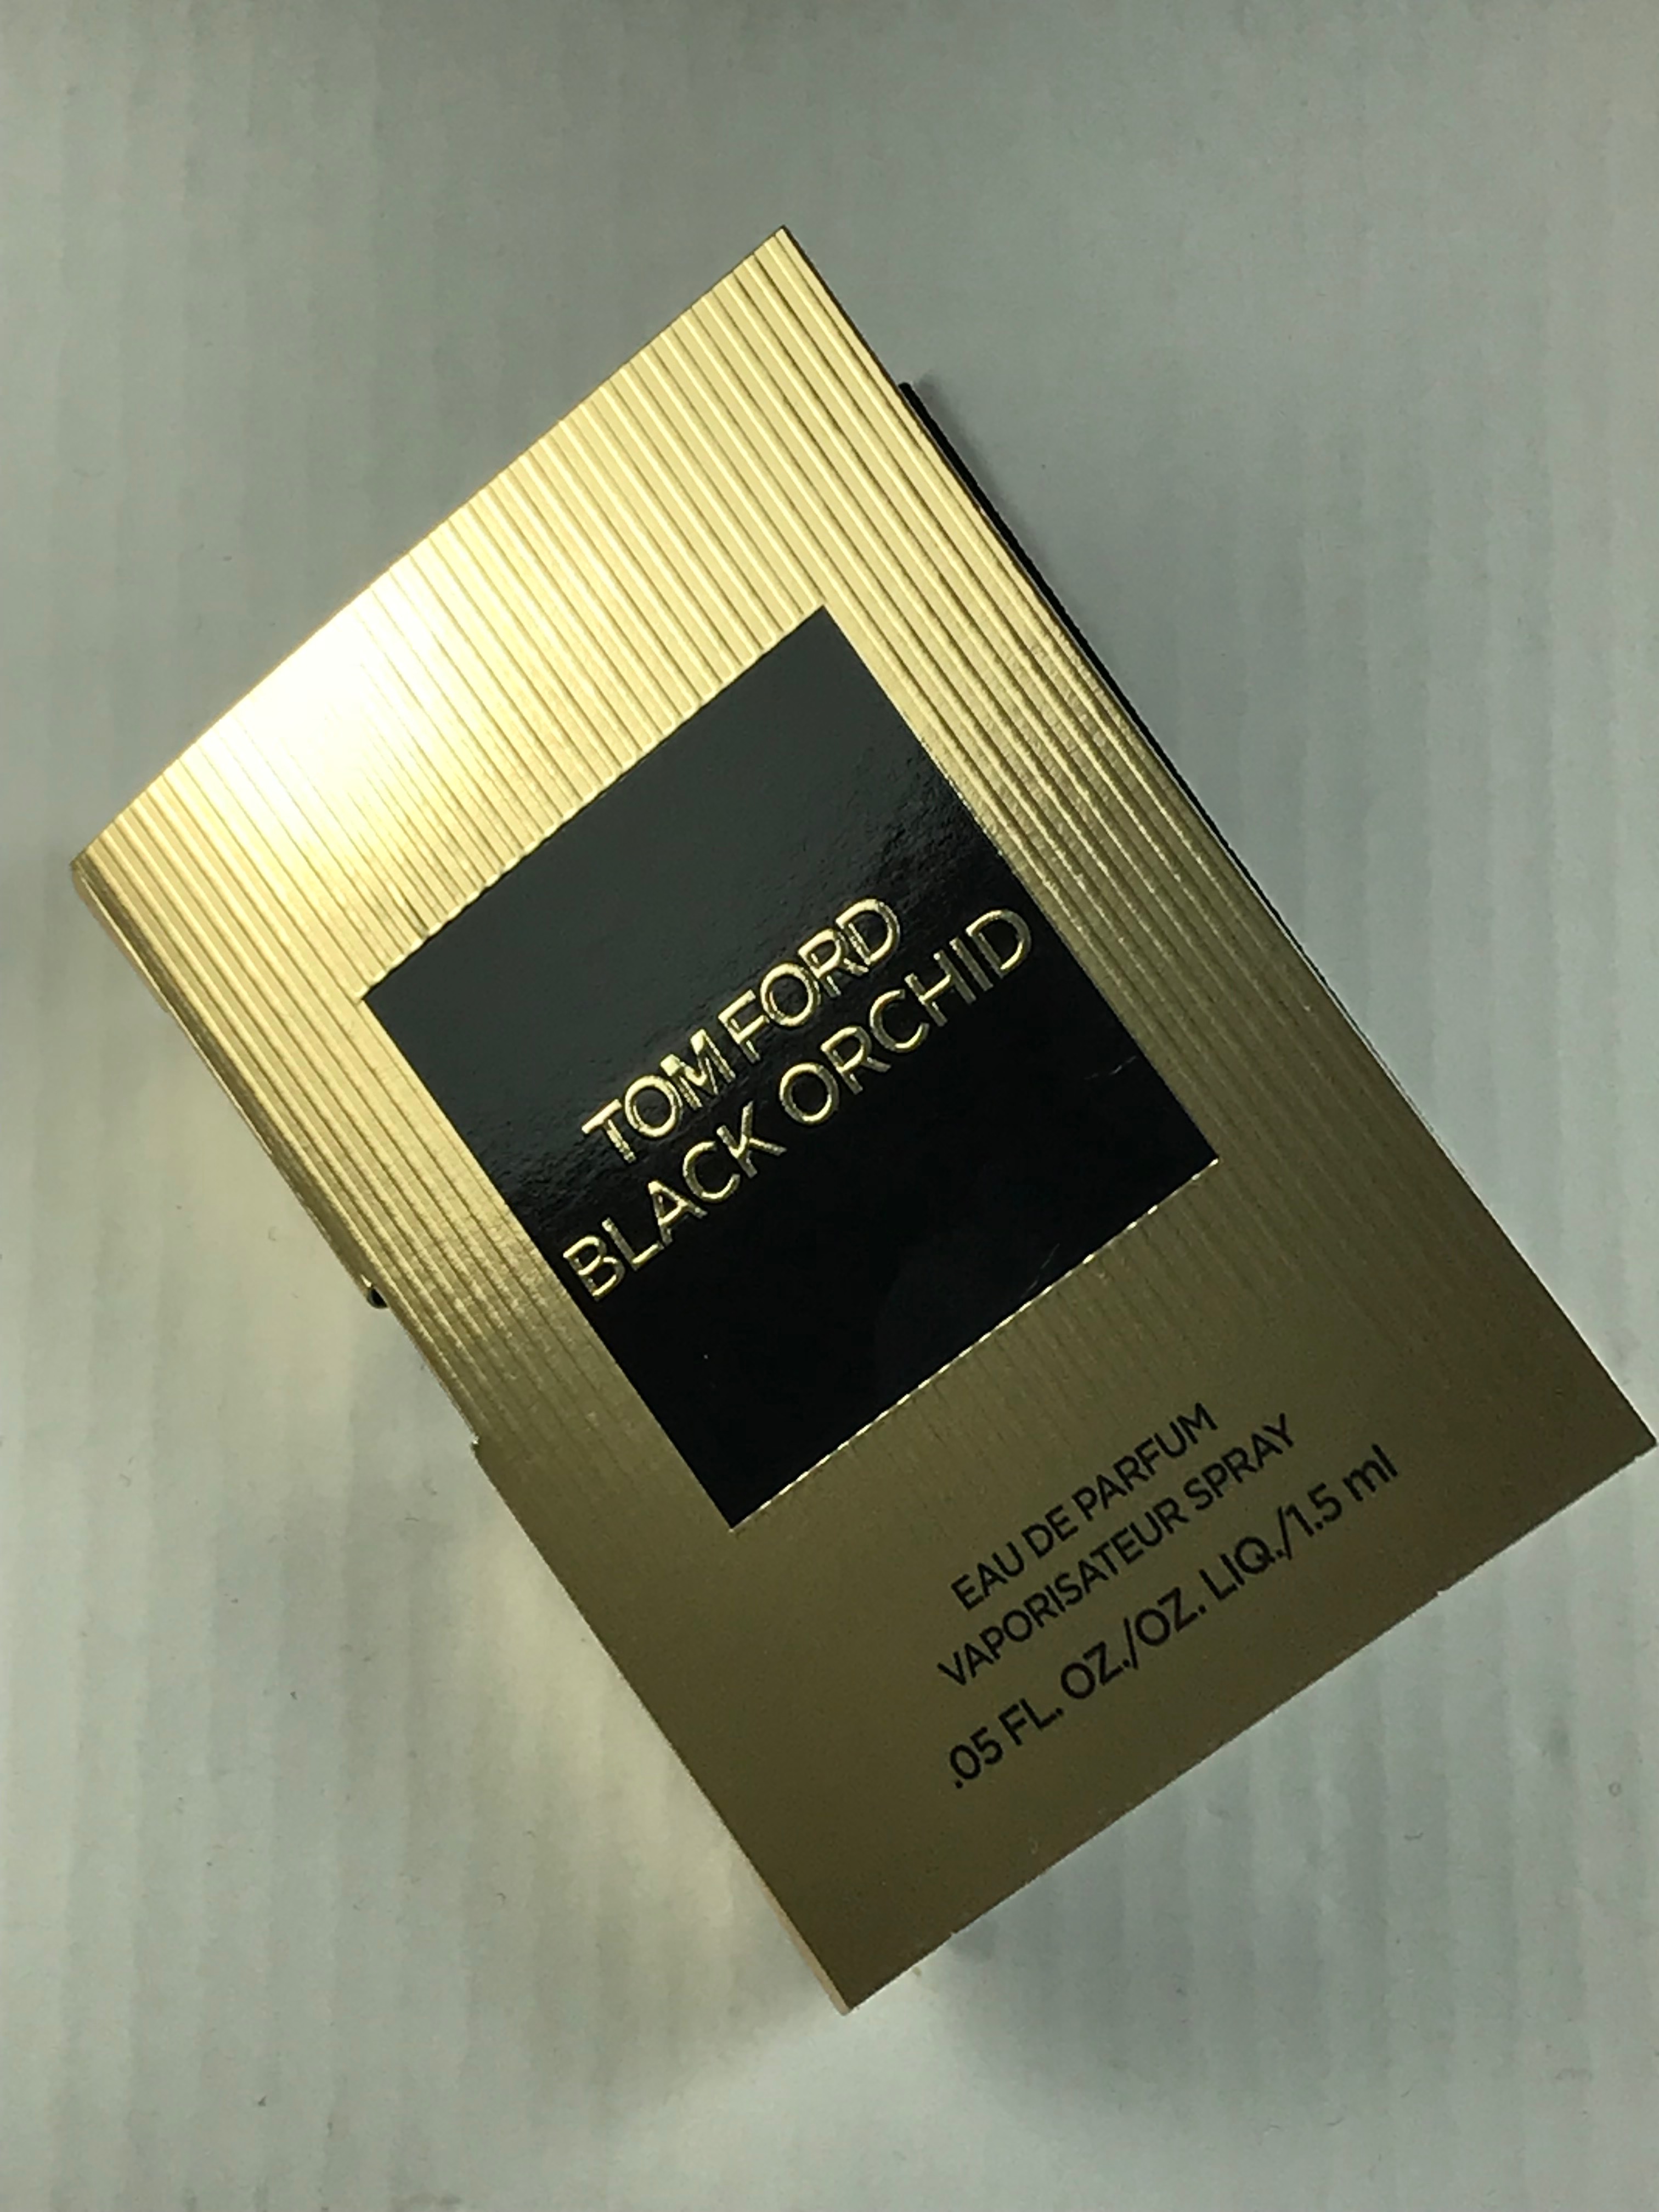 TOM FORD
BLACK ORCHID
EAU DE PARFUM
VAPORISATEUR SPRAY
.05 FL. OZ./OZ. LIQ./1.5 ml